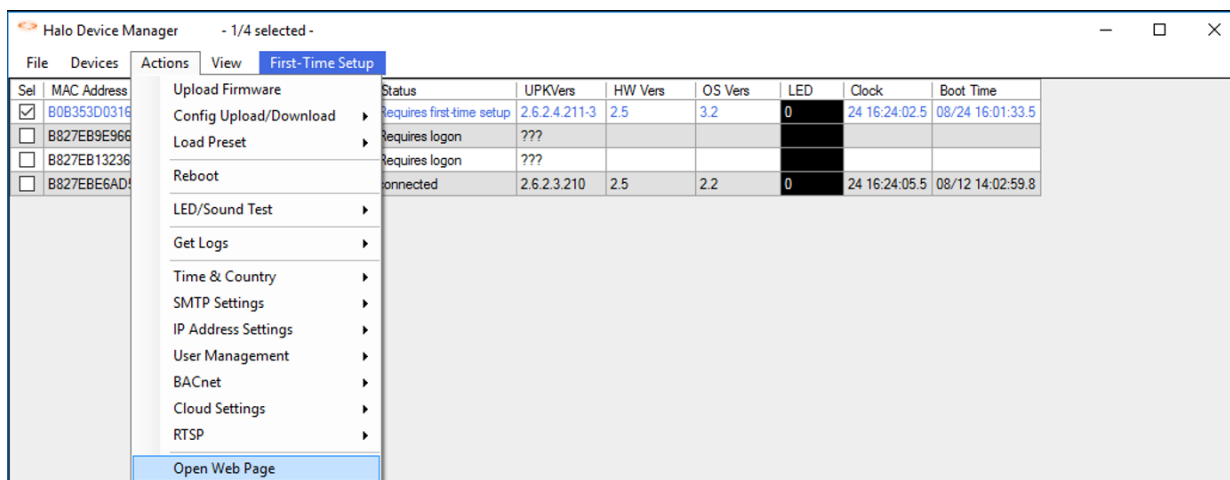 Halo Device Manager - 1/4 selected -
File Devices Actions View First-Time Setup
Sel MAC Address Status UPKVers HW Vers OS Vers LED Clock Boot Time
B0B353D0316 Requires first-time setup 2.6.2.4.211-3 2.5 3.2 0 24 16:24:02.5 08/24 16:01:33.5
B827EB9E966 Requires logon ???
B827EB13236 Requires logon ???
B827EBE6AD5 connected 2.6.2.3.210 2.5 2.2 0 24 16:24:05.5 08/12 14:02:59.8
Upload Firmware
Config Upload/Download
Load Preset
Reboot
LED/Sound Test
Get Logs
Time & Country
SMTP Settings
IP Address Settings
User Management
BACnet
Cloud Settings
RTSP
Open Web Page